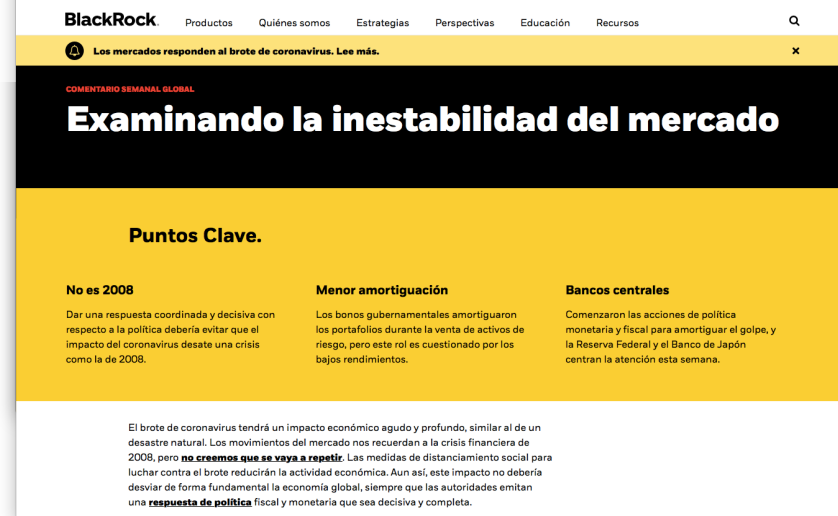 BlackRock.
Productos Quiénes somos Estrategias Perspectivas Educación Recursos
Los mercados responden al brote de coronavirus. Lee más.
COMENTARIO SEMANAL GLOBAL
Examinando la inestabilidad del mercado
Puntos Clave.
No es 2008
Dar una respuesta coordinada y decisiva con
respecto a la política debería evitar que el
impacto del coronavirus desate una crisis
como la de 2008.
Menor amortiguación
Los bonos gubernamentales amortiguaron
los portafolios durante la venta de activos de
riesgo, pero este rol es cuestionado por los
bajos rendimientos.
Bancos centrales
Comenzaron las acciones de política
monetaria y fiscal para amortiguar el golpe, y
la Reserva Federal y el Banco de Japón
centran la atención esta semana.
El brote de coronavirus tendrá un impacto económico agudo y profundo, similar al de un
desastre natural. Los movimientos del mercado nos recuerdan a la crisis financiera de
2008, pero no creemos que se vaya a repetir. Las medidas de distanciamiento social para
luchar contra el brote reducirán la actividad económica. Aun así, este impacto no debería
desviar de forma fundamental la economía global, siempre que las autoridades emitan
una respuesta de política fiscal y monetaria que sea decisiva y completa.